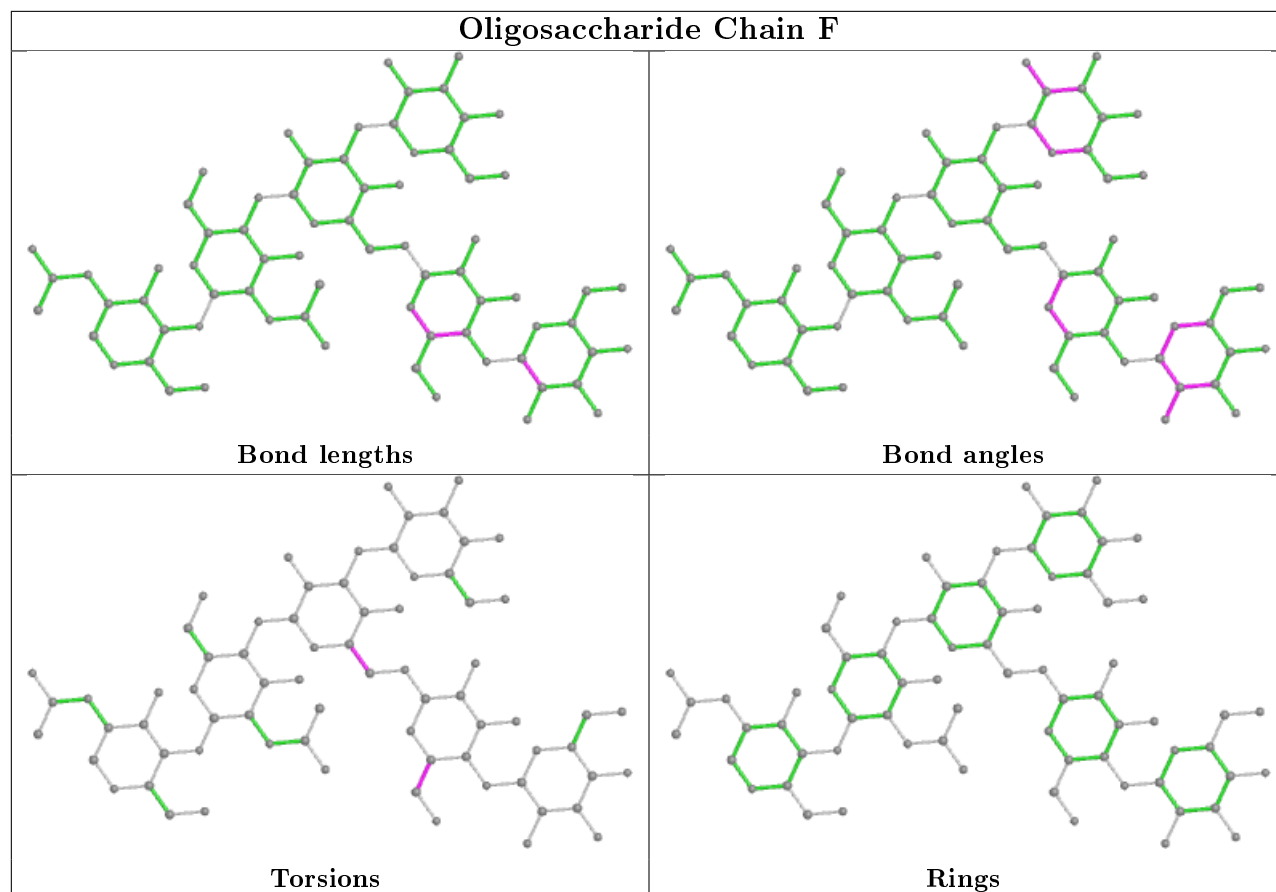 Oligosaccharide Chain F
Bond lengths
Bond angles
Torsions
Rings